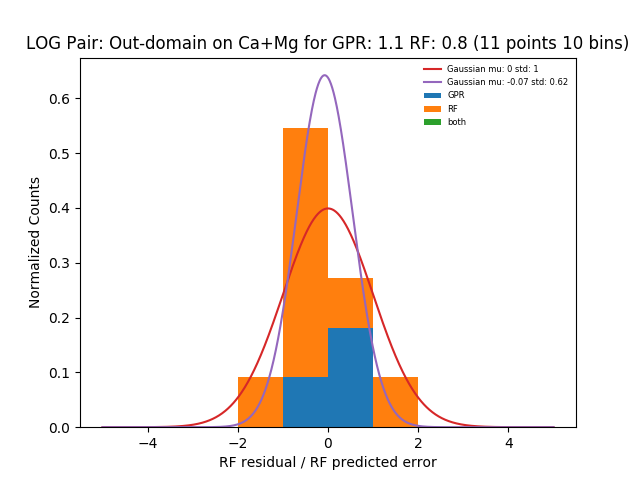 LOG Pair: Out-domain on Ca+Mg for GPR: 1.1 RF: 0.8 (11 points 10 bins)
Gaussian mu: 0 std: 1
Gaussian mu: -0.07 std: 0.62
GPR
RF
both
Normalized Counts
0.6
0.5
0.4
0.3
0.2
0.1
0.0
−4 −2 0 2 4
RF residual / RF predicted error